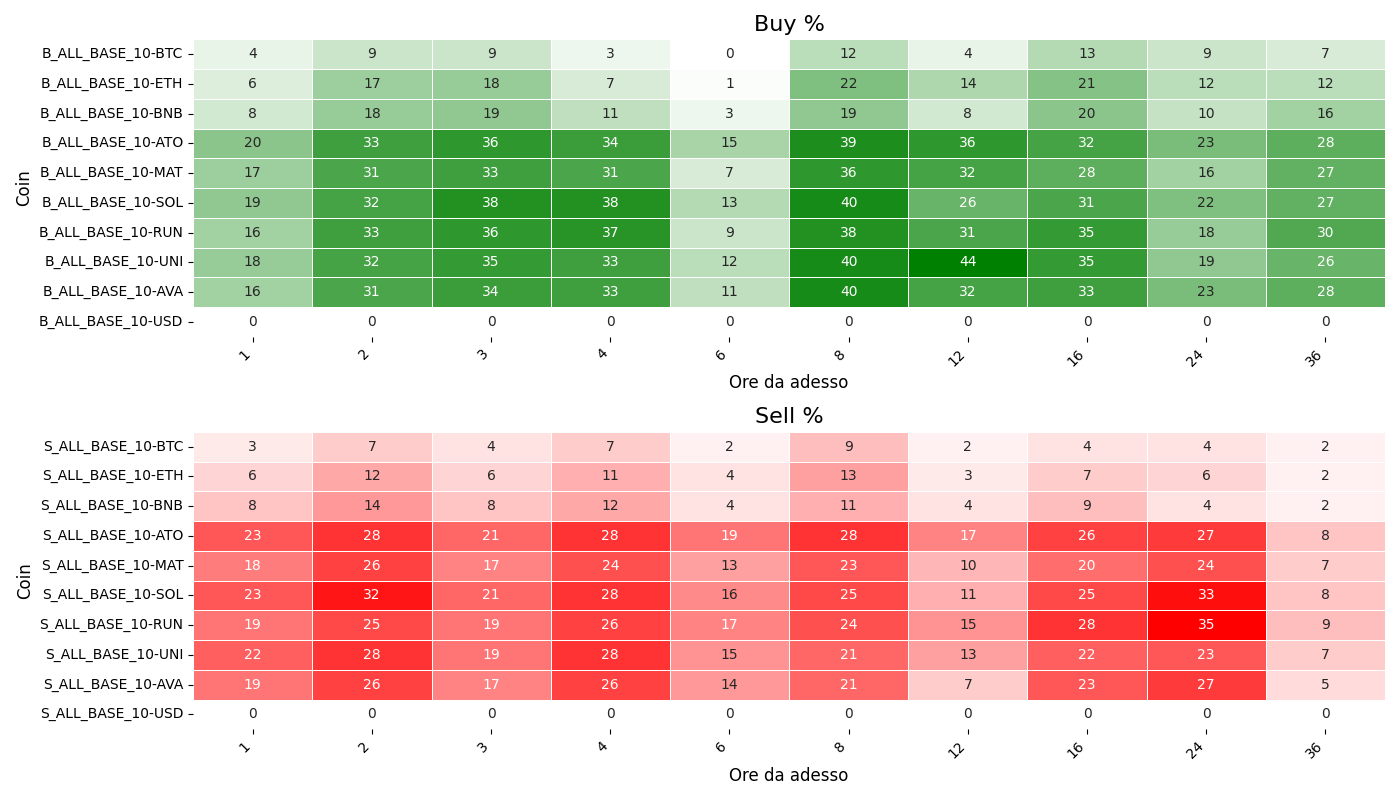 Buy %
B_ALL_BASE_10-BTC 4 9 9 3 0 12 4 13 9 7
B_ALL_BASE_10-ETH 6 17 18 7 1 22 14 21 12 12
B_ALL_BASE_10-BNB 8 18 19 11 3 19 8 20 10 16
B_ALL_BASE_10-ATO 20 33 36 34 15 39 36 32 23 28
B_ALL_BASE_10-MAT 17 31 33 31 7 36 32 28 16 27
B_ALL_BASE_10-SOL 19 32 38 38 13 40 26 31 22 27
B_ALL_BASE_10-RUN 16 33 36 37 9 38 31 35 18 30
B_ALL_BASE_10-UNI 18 32 35 33 12 40 44 35 19 26
B_ALL_BASE_10-AVA 16 31 34 33 11 40 32 33 23 28
B_ALL_BASE_10-USD 0 0 0 0 0 0 0 0 0 0
Coin
1 2 3 4 6 8 12 16 24 36
Ore da adesso
Sell %
S_ALL_BASE_10-BTC 3 7 4 7 2 9 2 4 4 2
S_ALL_BASE_10-ETH 6 12 6 11 4 13 3 7 6 2
S_ALL_BASE_10-BNB 8 14 8 12 4 11 4 9 4 2
S_ALL_BASE_10-ATO 23 28 21 28 19 28 17 26 27 8
S_ALL_BASE_10-MAT 18 26 17 24 13 23 10 20 24 7
S_ALL_BASE_10-SOL 23 32 21 28 16 25 11 25 33 8
S_ALL_BASE_10-RUN 19 25 19 26 17 24 15 28 35 9
S_ALL_BASE_10-UNI 22 28 19 28 15 21 13 22 23 7
S_ALL_BASE_10-AVA 19 26 17 26 14 21 7 23 27 5
S_ALL_BASE_10-USD 0 0 0 0 0 0 0 0 0 0
Coin
1 2 3 4 6 8 12 16 24 36
Ore da adesso